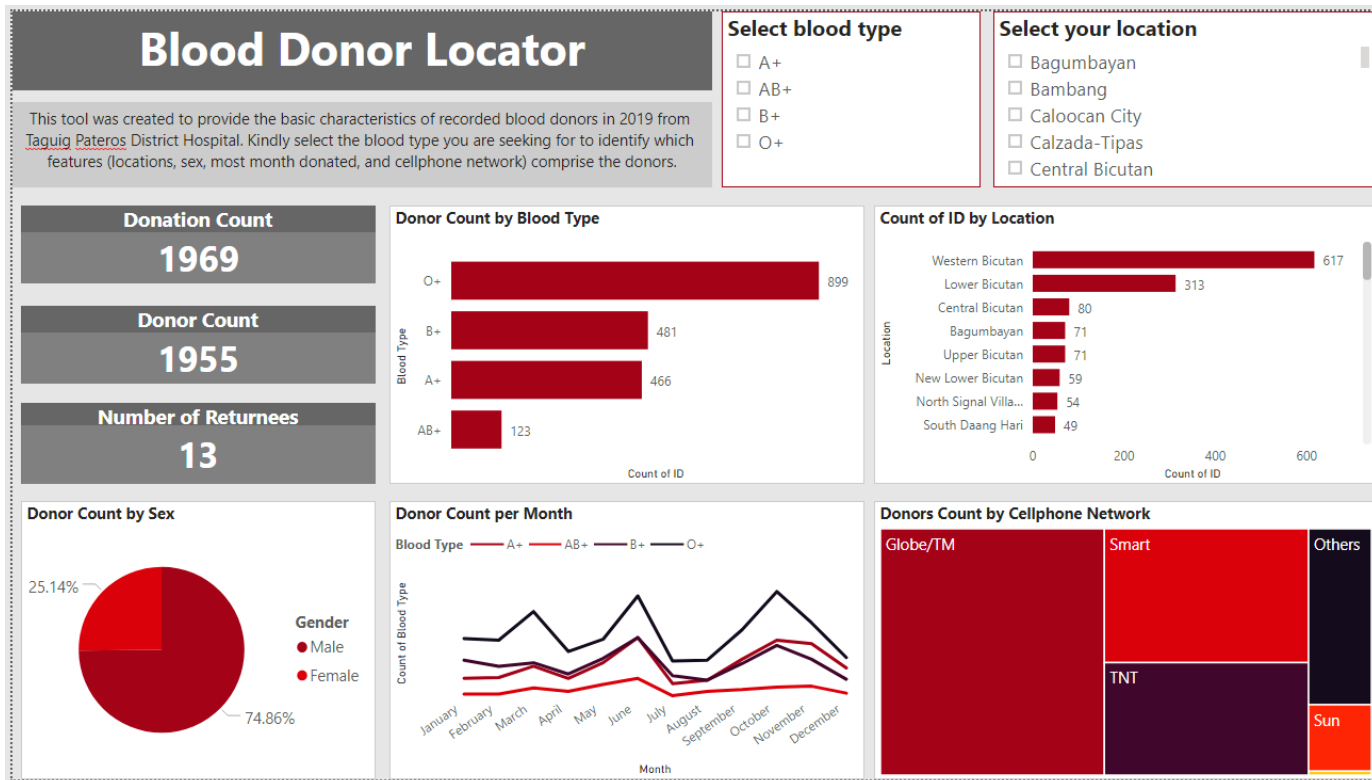 Blood Donor Locator
This tool was created to provide the basic characteristics of recorded blood donors in 2019 from
Taguig Pateros District Hospital. Kindly select the blood type you are seeking for to identify which
features (locations, sex, most month donated, and cellphone network) comprise the donors.
Select blood type
A+
AB+
B+
O+
Select your location
Bagumbayan
Bambang
Caloocan City
Calzada-Tipas
Central Bicutan
Donation Count
1969
Donor Count
1955
Number of Returnees
13
Donor Count by Blood Type
Blood Type
O+ 899
B+ 481
A+ 466
AB+ 123
Count of ID
Count of ID by Location
Location
Western Bicutan 617
Lower Bicutan 313
Central Bicutan 80
Bagumbayan 71
Upper Bicutan 71
New Lower Bicutan 59
North Signal Villa... 54
South Daang Hari 49
0 200 400 600
Count of ID
Donor Count by Sex
25.14%
74.86%
Gender
Male
Female
Donor Count per Month
Blood Type A+ AB+ B+ O+
Count of Blood Type
January February March April May June July August September October November December
Month
Donors Count by Cellphone Network
Globe/TM
Smart
TNT
Others
Sun